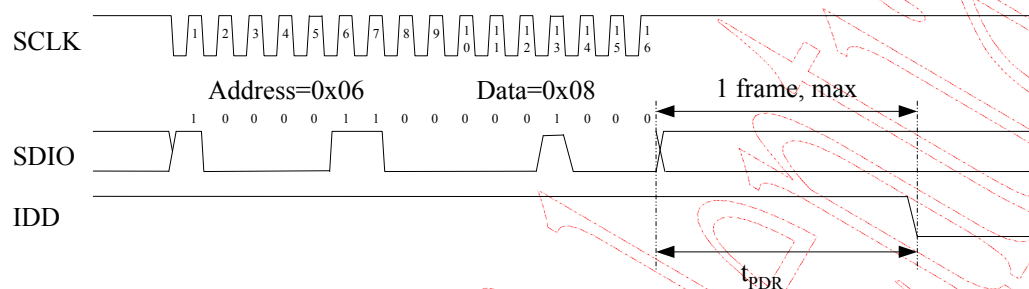 SCLK
1 2 3 4 5 6 7 8 9 10 11 12 13 14 15 16
Address=0x06 Data=0x08 1 frame, max
1 0 0 0 0 1 1 0 0 0 0 0 1 0 0 0
SDIO
IDD
tPDR